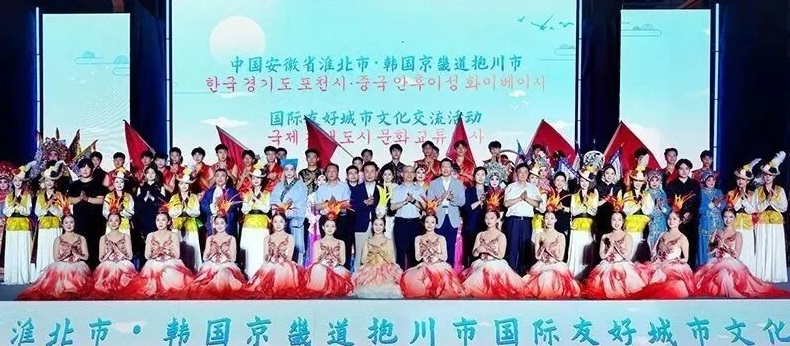 中国安徽省淮北市·韩国京畿道抱川市
한국 경기도 포천시·중국 안후이성 화이베이시
国际友好城市文化交流活动
국제 도시 문화 교류
淮北市·韩国京畿道抱川市国际友好城市文化